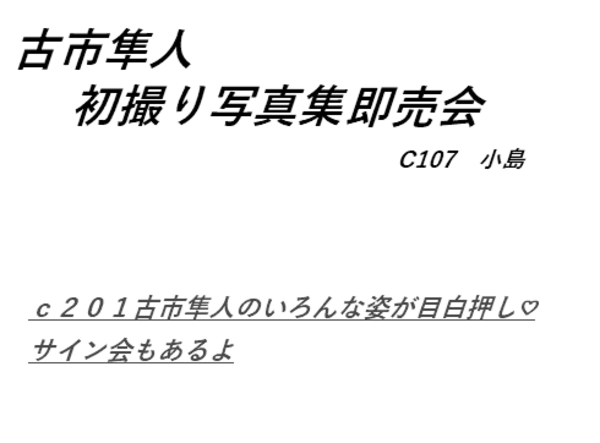 古市隼人
初撮り写真集即売会
C107　小島
ｃ２０１古市隼人のいろんな姿が目白押し♡
サイン会もあるよ